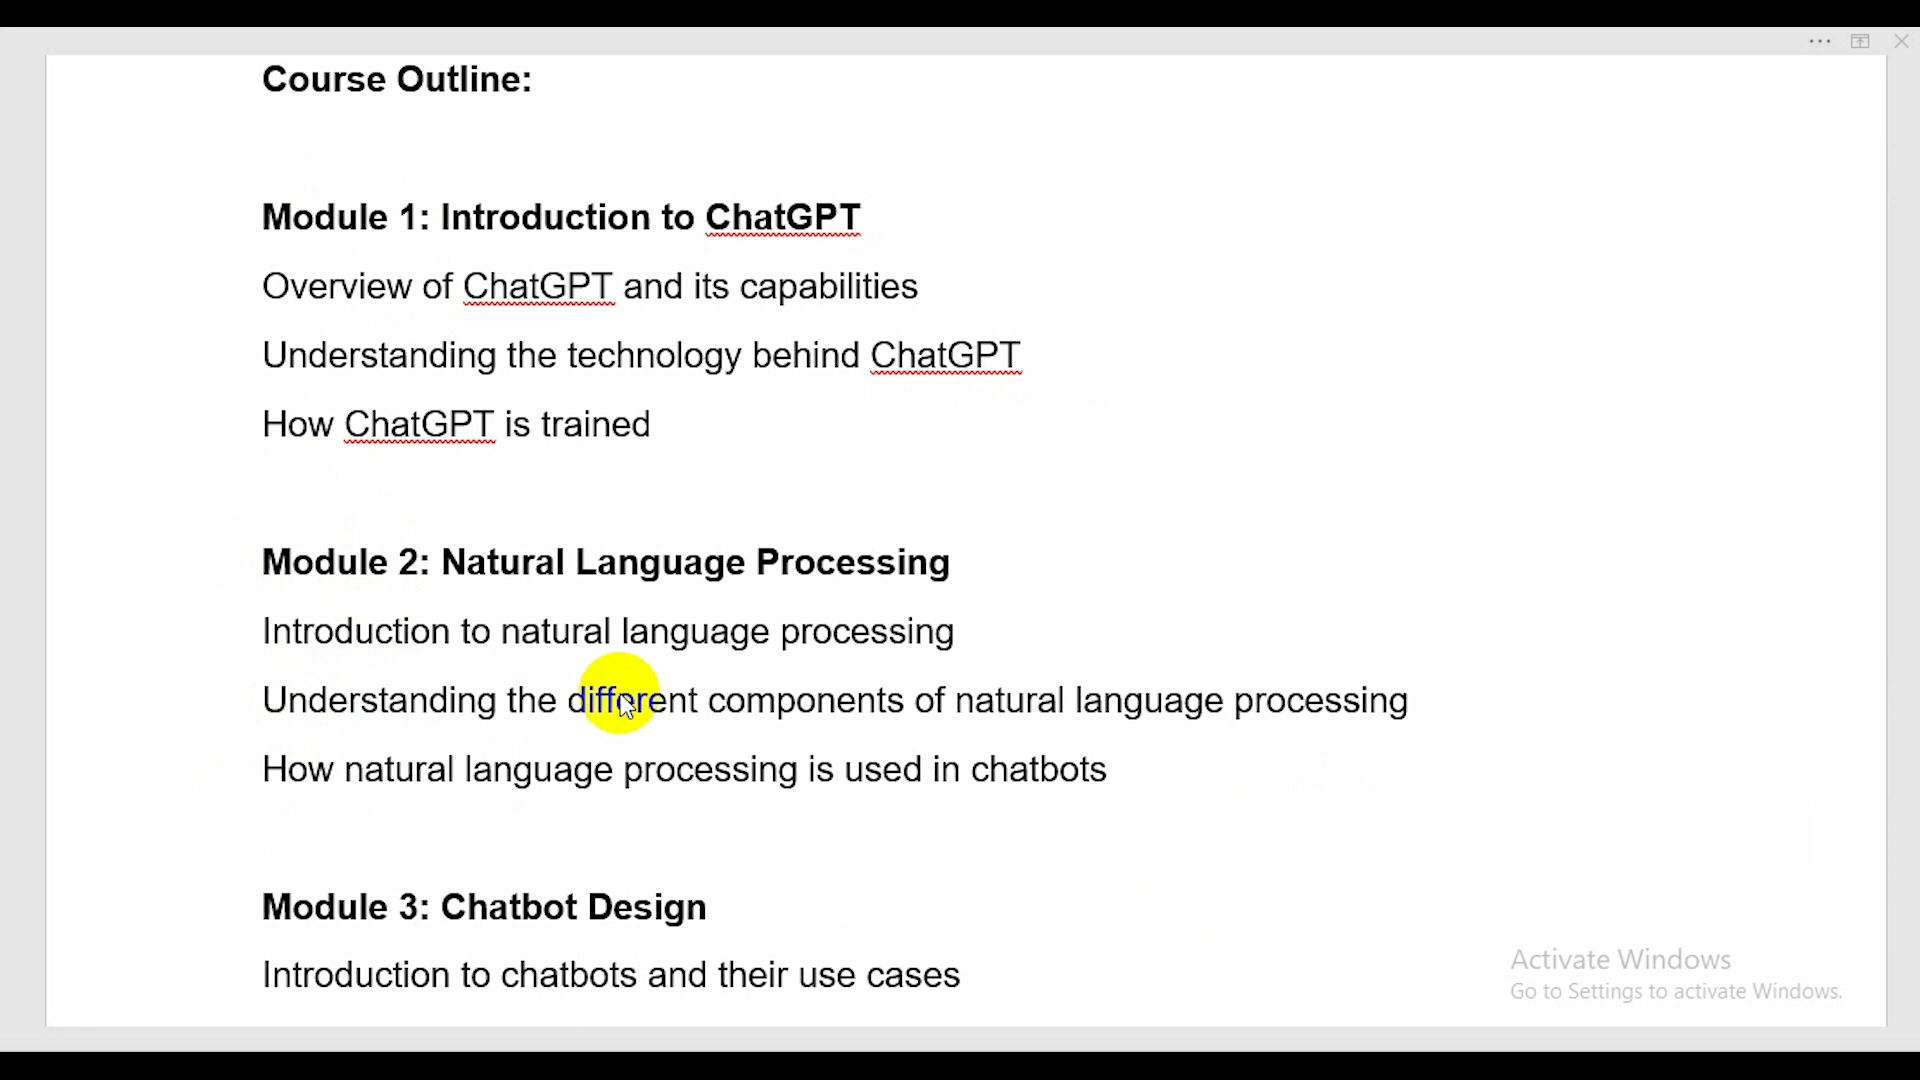 Course Outline:
Module 1: Introduction to ChatGPT
Overview of ChatGPT and its capabilities
Understanding the technology behind ChatGPT
How ChatGPT is trained
Module 2: Natural Language Processing
Introduction to natural language processing
Understanding the different components of natural language processing
How natural language processing is used in chatbots
Module 3: Chatbot Design
Introduction to chatbots and their use cases
Activate Windows
Go to Settings to activate Windows.